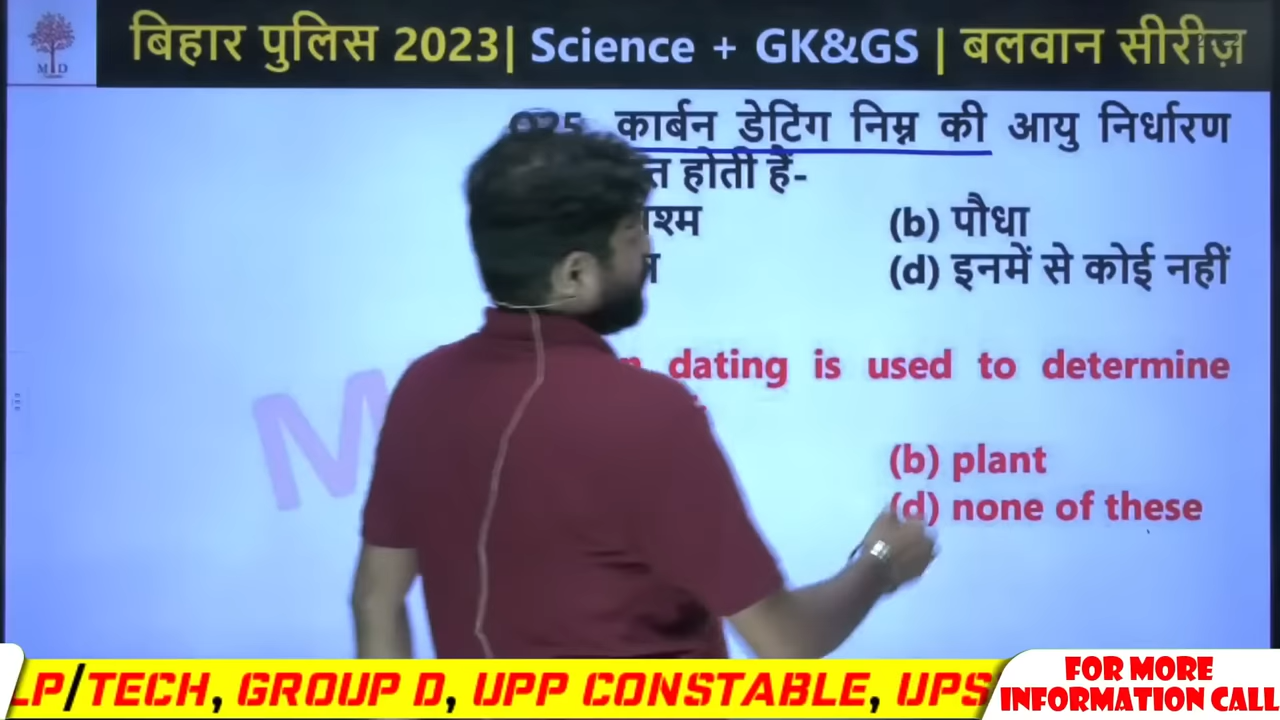 बिहार पुलिस 2023| Science + GK&GS | बलवान सीरीज़
कार्बन डेटिंग निम्न की आयु निर्धारण
होती हैं-
(b) पौधा
(d) इनमें से कोई नहीं
dating is used to determine
(b) plant
(d) none of these
LP/TECH, GROUP D, UPP CONSTABLE, UPS
FOR MORE
INFORMATION CALL